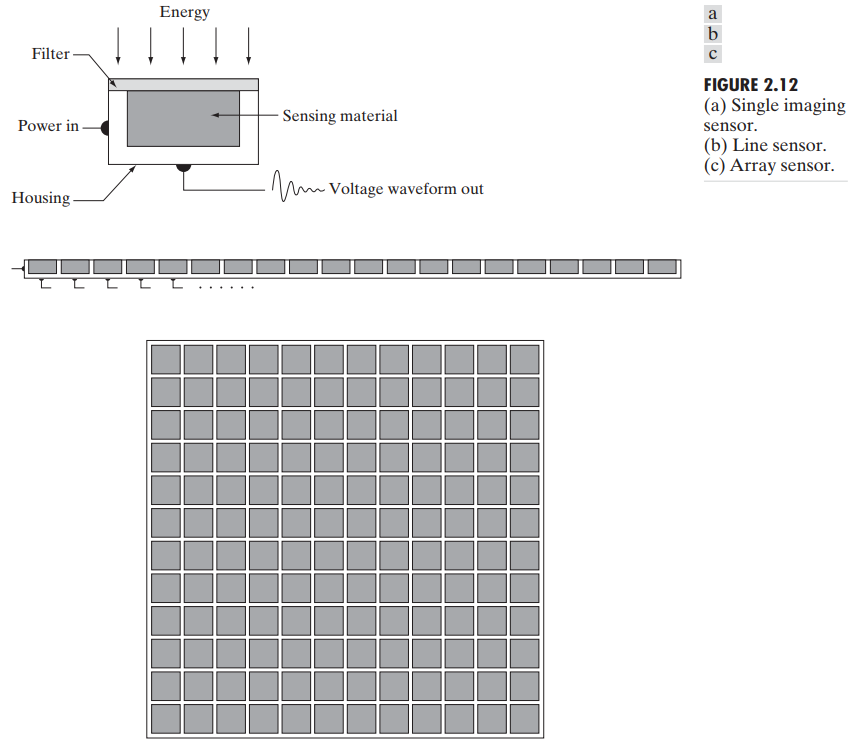 Energy
Filter
Sensing material
Power in
Housing
Voltage waveform out
a
b
c
FIGURE 2.12
(a) Single imaging
sensor.
(b) Line sensor.
(c) Array sensor.